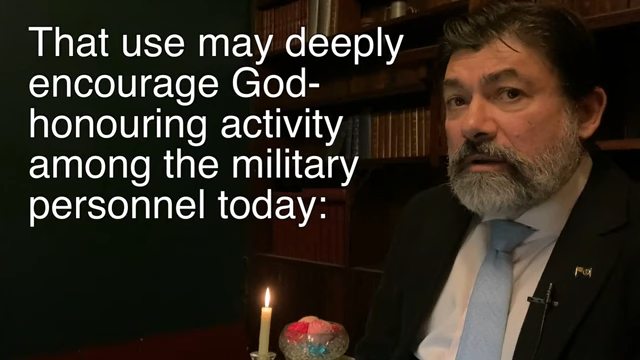 That use may deeply
encourage God-
honouring activity
among the military
personnel today: